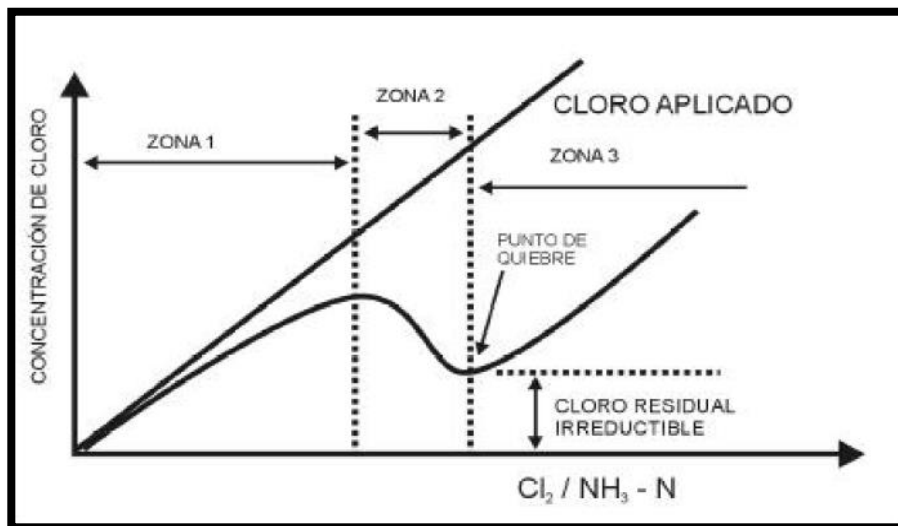 ZONA 2
CLORO APLICADO
ZONA 1
ZONA 3
CONCENTRACIÓN DE CLORO
PUNTO DE
QUIEBRE
CLORO RESIDUAL
IRREDUCTIBLE
Cl₂ / NH₃ - N